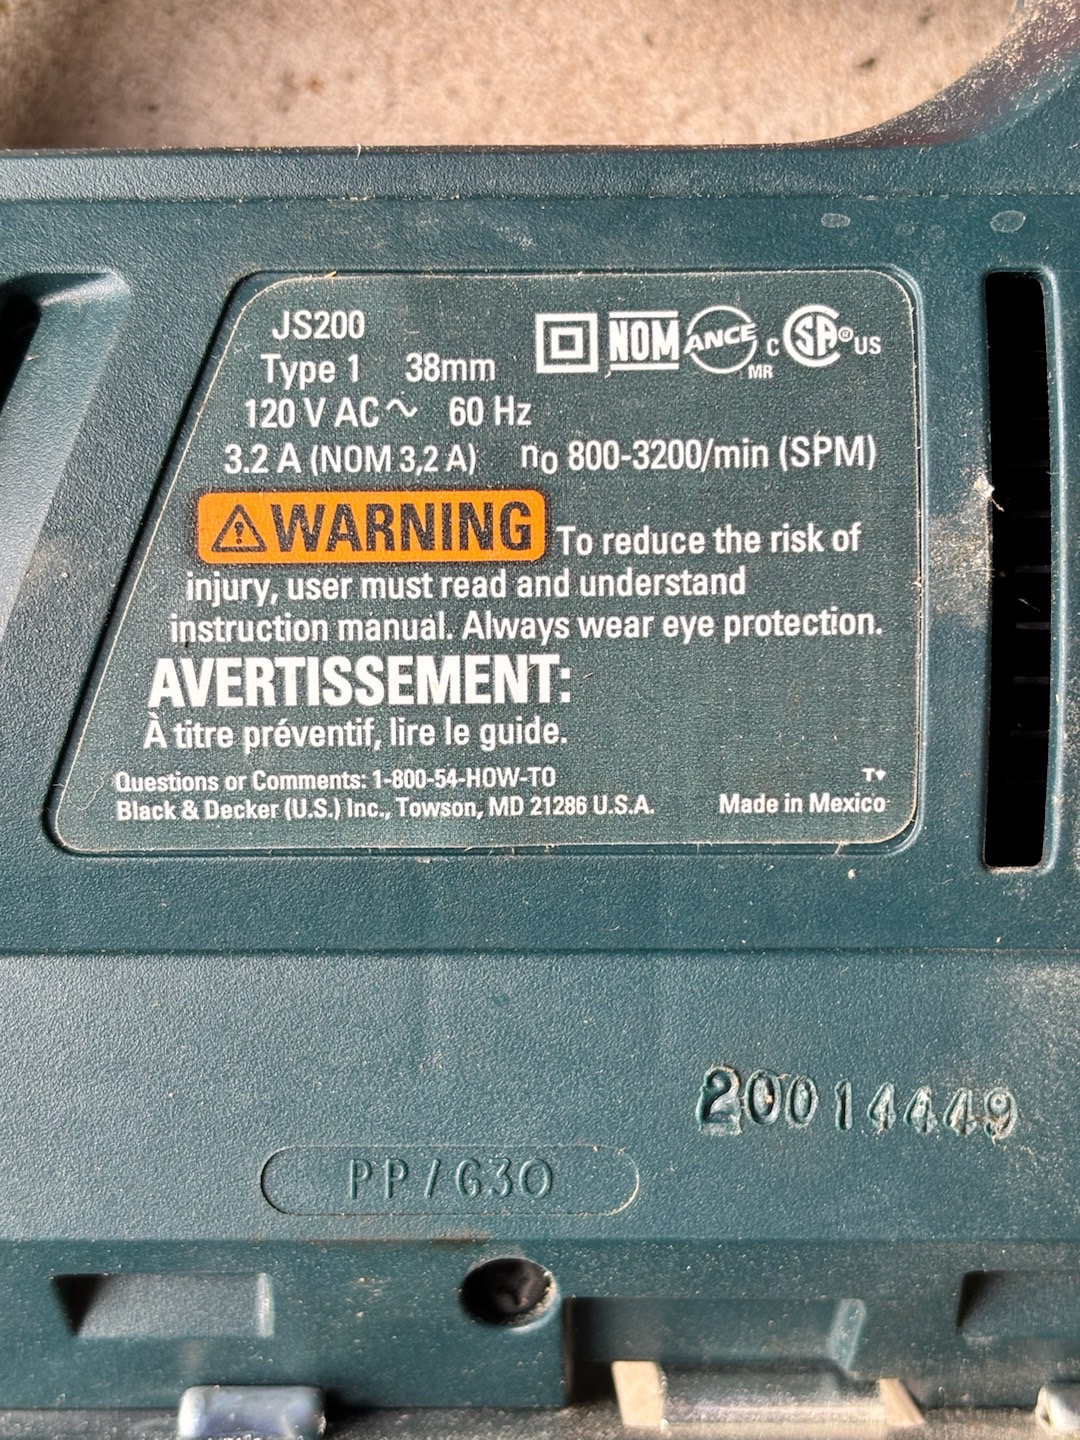 JS200
Type 1 38mm
NOM ANCE MR C SA ® US
120 V AC ~ 60 Hz
3.2 A (NOM 3,2 A) no 800-3200/min (SPM)
⚠WARNING To reduce the risk of
injury, user must read and understand
instruction manual. Always wear eye protection.
AVERTISSEMENT:
À titre préventif, lire le guide.
Questions or Comments: 1-800-54-HOW-TO
Black & Decker (U.S.) Inc., Towson, MD 21286 U.S.A.
Made in Mexico
20014449
PP/G30